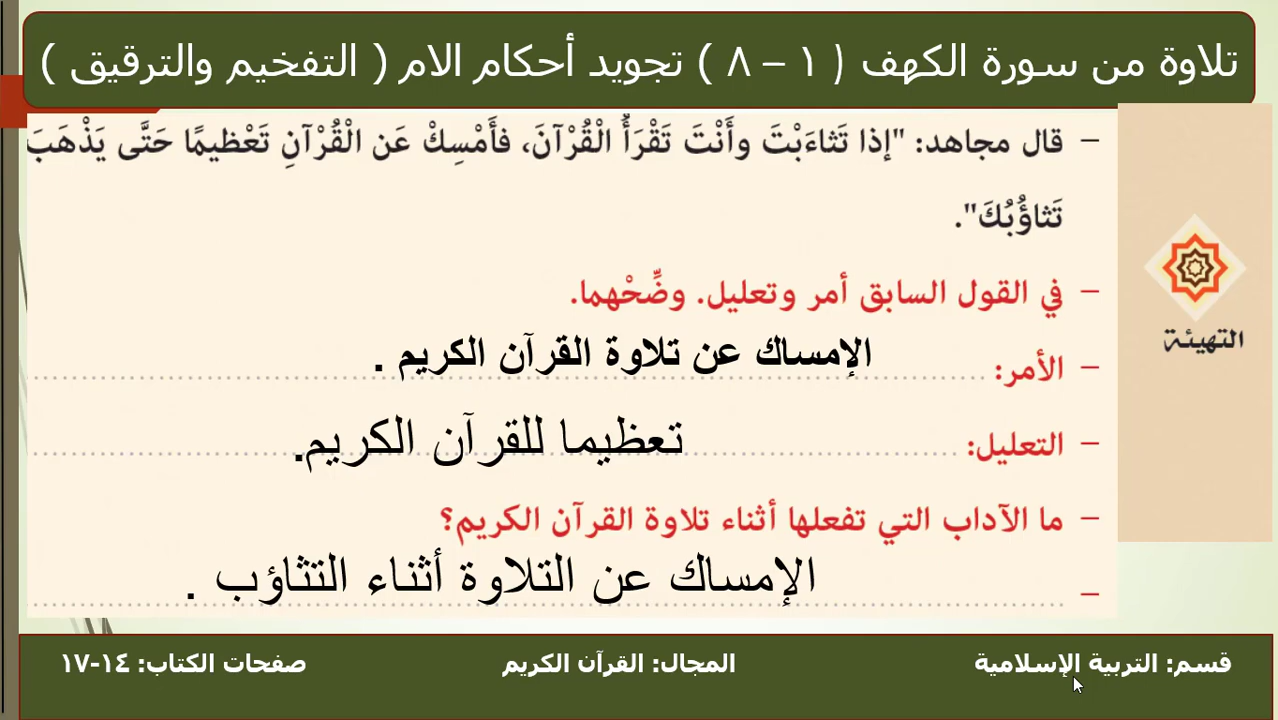 تلاوة من سورة الكهف ( ١ – ٨ ) تجويد أحكام الام ( التفخيم والترقيق )
– قال مجاهد: "إذا تَثاءَبْتَ وأَنْتَ تَقْرَأُ الْقُرْآنَ، فأَمْسِكْ عَن الْقُرْآنِ تَعْظيمًا حَتَّى يَذْهَبَ
تَثاؤُبُكَ".
– في القول السابق أمر وتعليل. وضِّحْهما.
التهيئة
– الأمر: الإمساك عن تلاوة القرآن الكريم .
– التعليل: تعظيما للقرآن الكريم.
– ما الآداب التي تفعلها أثناء تلاوة القرآن الكريم؟
– الإمساك عن التلاوة أثناء التثاؤب .
قسم: التربية الإسلامية المجال: القرآن الكريم صفحات الكتاب: ١٤-١٧